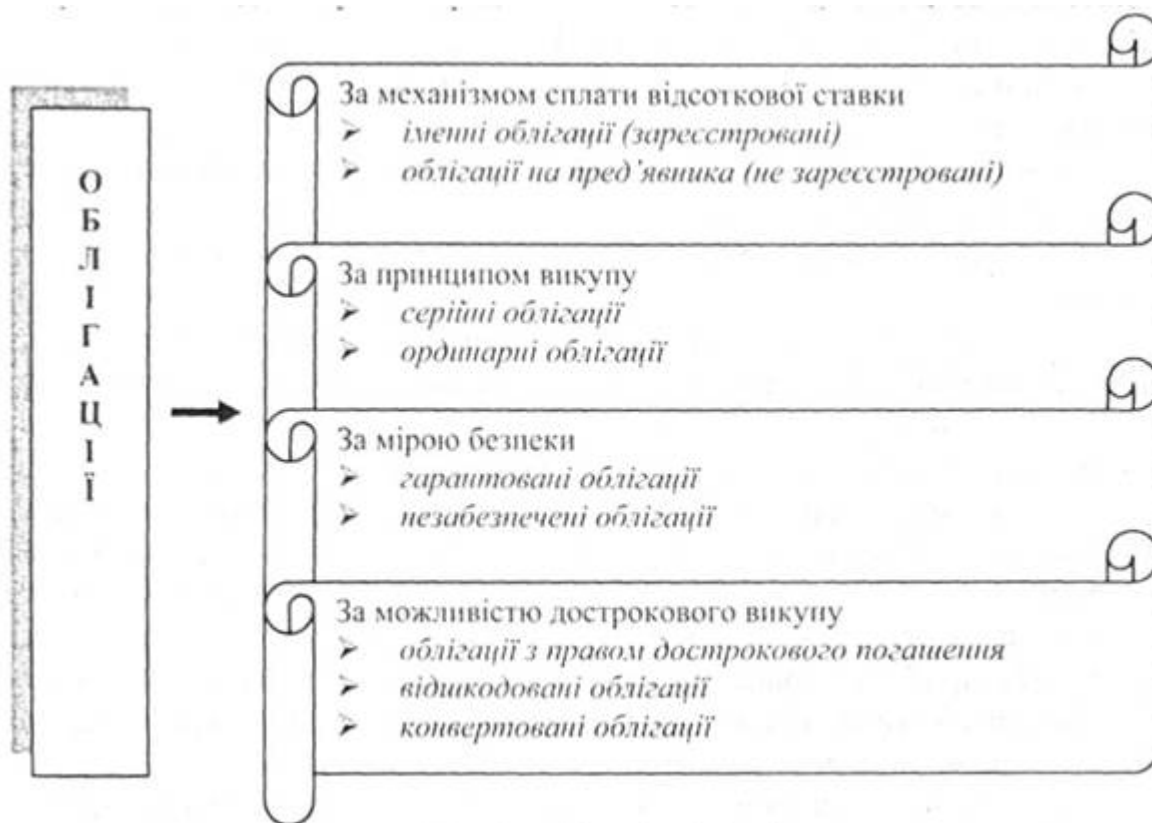 ОБЛІГАЦІЇ
За механізмом сплати відсоткової ставки
➢ іменні облігації (зареєстровані)
➢ облігації на пред’явника (не зареєстровані)
За принципом викупу
➢ серійні облігації
➢ ординарні облігації
За мірою безпеки
➢ гарантовані облігації
➢ незабезпечені облігації
За можливістю дострокового викупу
➢ облігації з правом дострокового погашення
➢ відшкодовані облігації
➢ конвертовані облігації